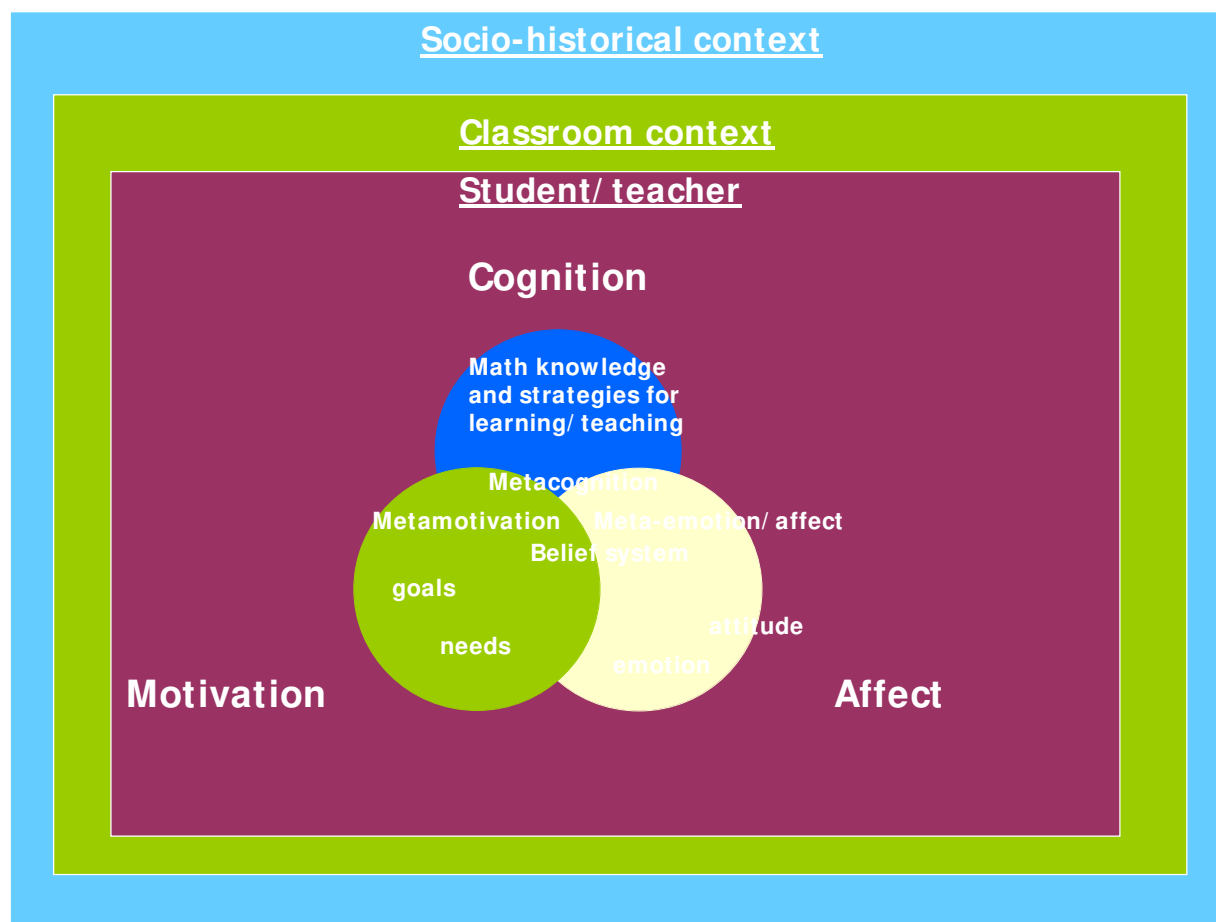 Socio-historical context
Classroom context
Student/ teacher
Cognition
Math knowledge
and strategies for
learning/ teaching
Metacognition
Metamotivation
Meta-emotion/ affect
Belief system
goals
attitude
needs
emotion
Motivation
Affect